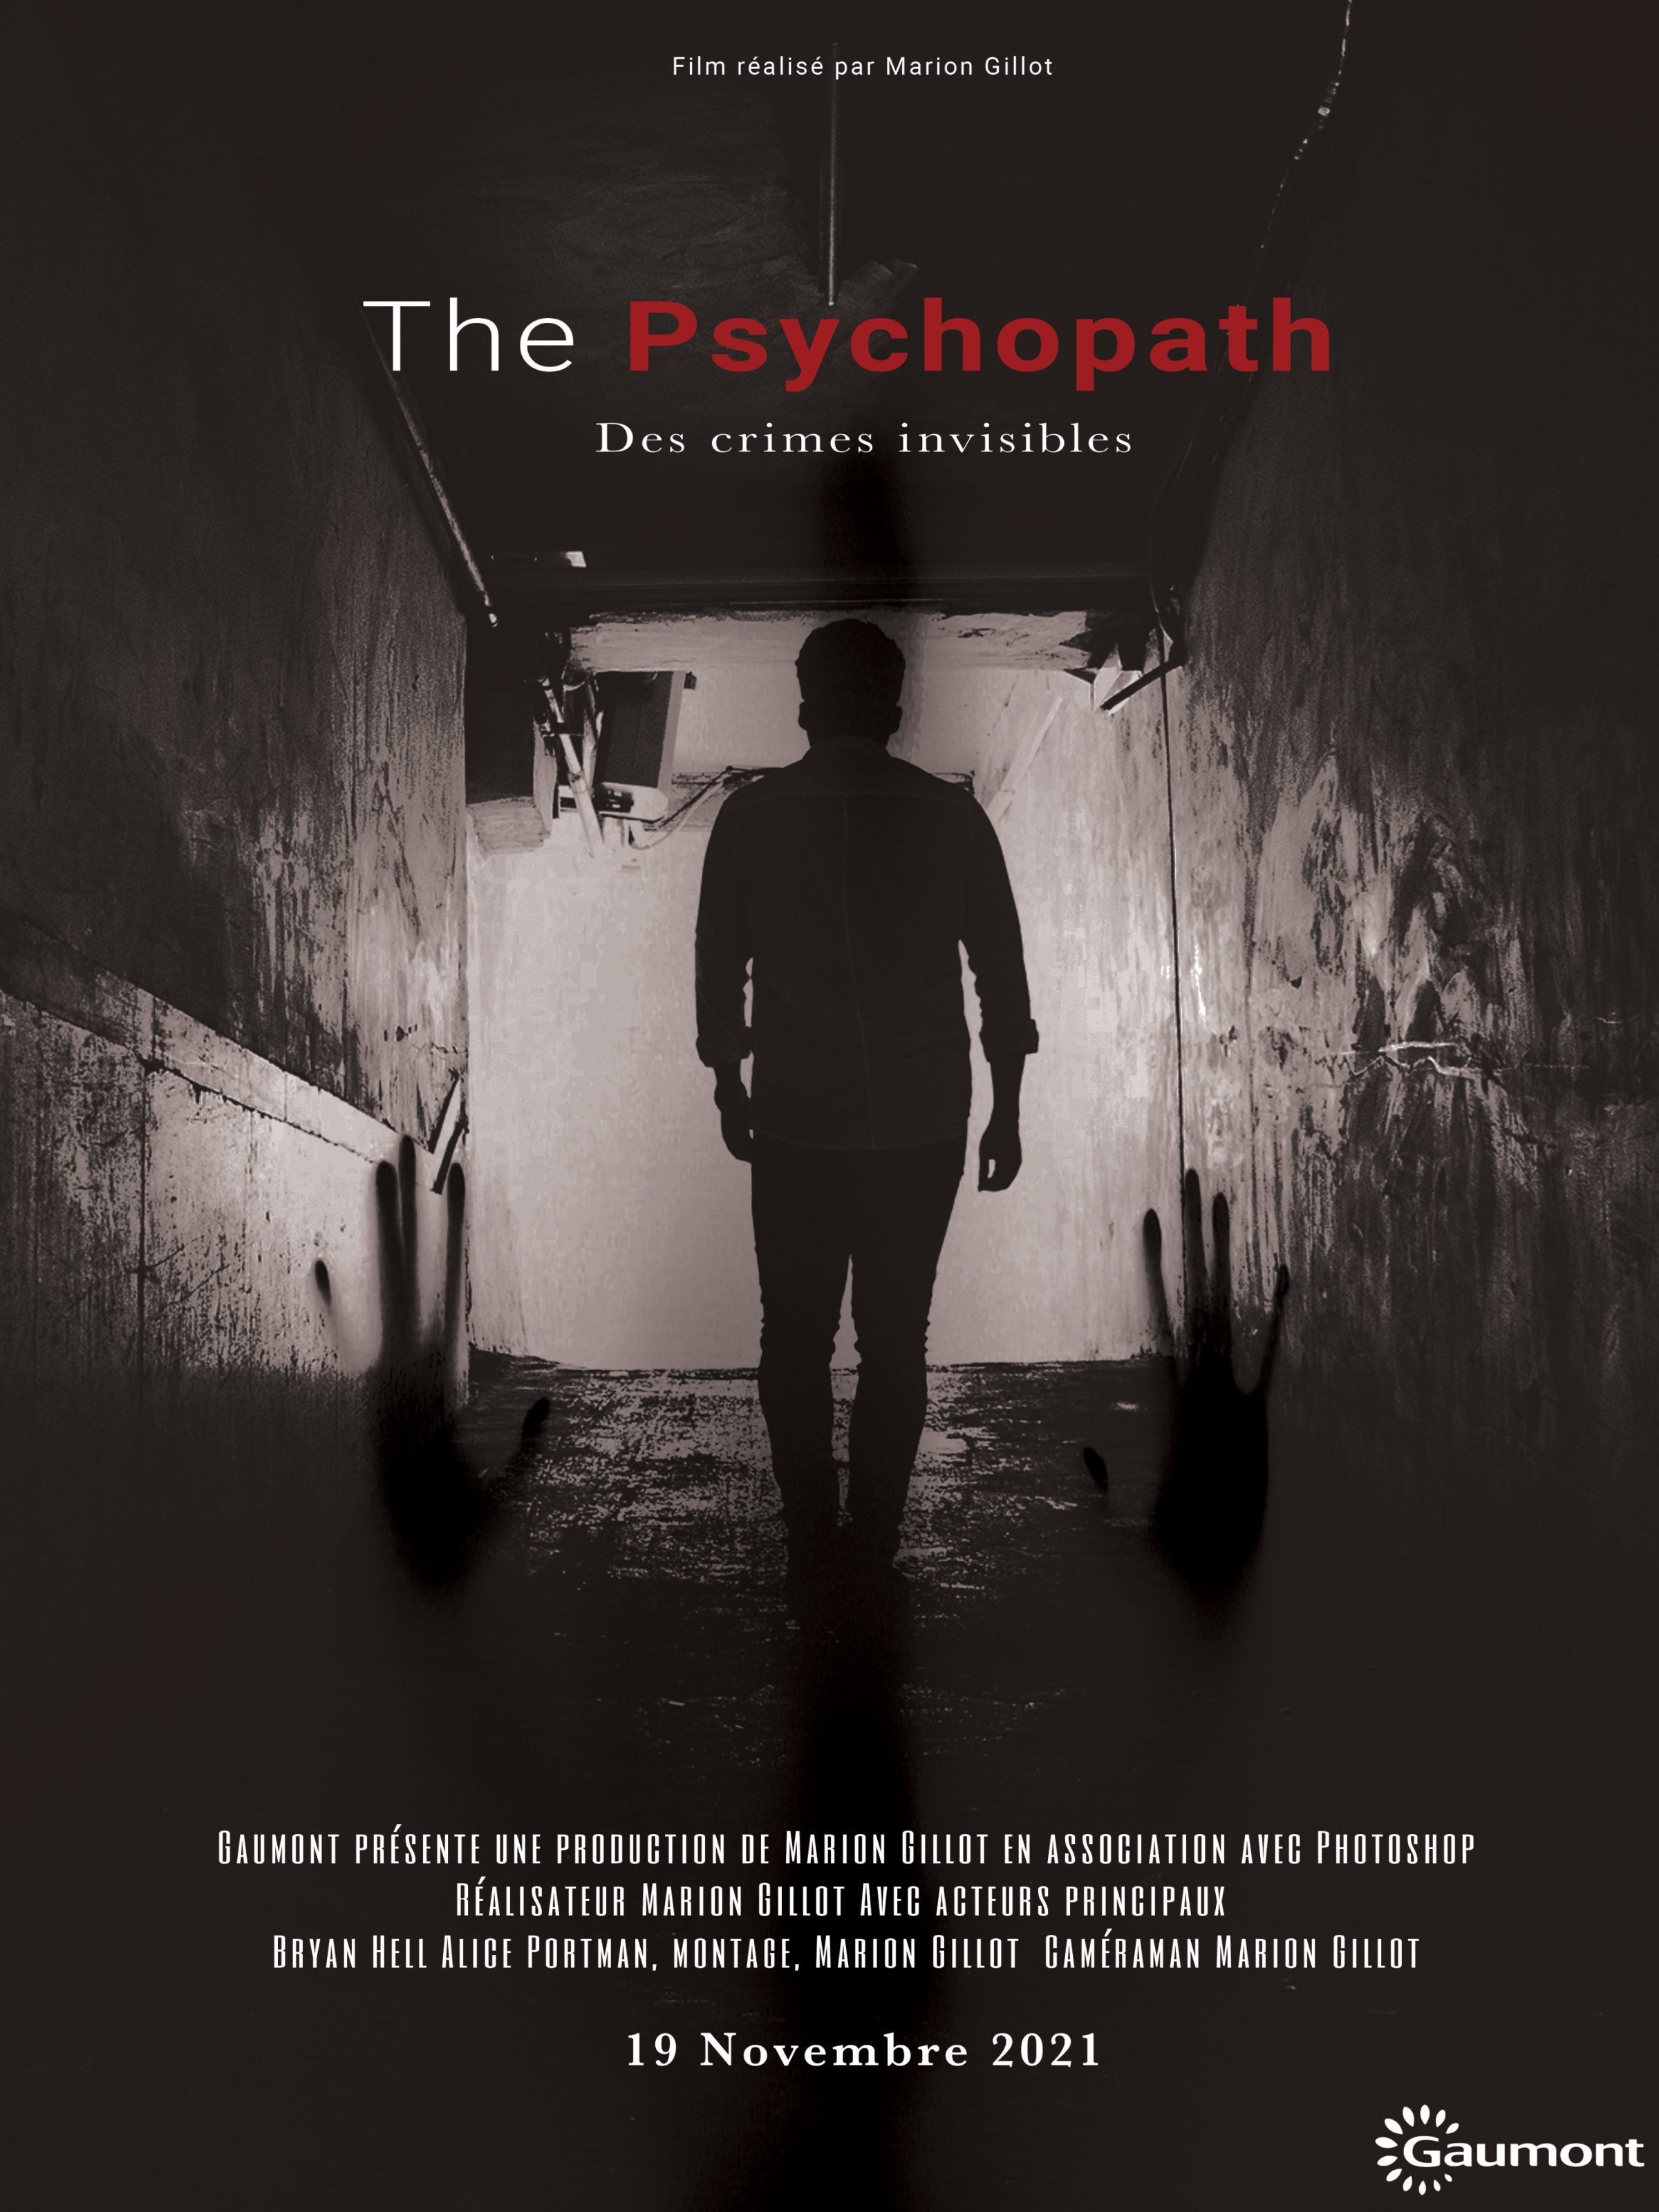 Film réalisé par Marion Gillot
The Psychopath
Des crimes invisibles
Gaumont présente une production de Marion Gillot en association avec Photoshop
Réalisateur Marion Gillot Avec acteurs principaux
Bryan Hell Alice Portman, montage, Marion Gillot Caméraman Marion Gillot
19 Novembre 2021
Gaumont